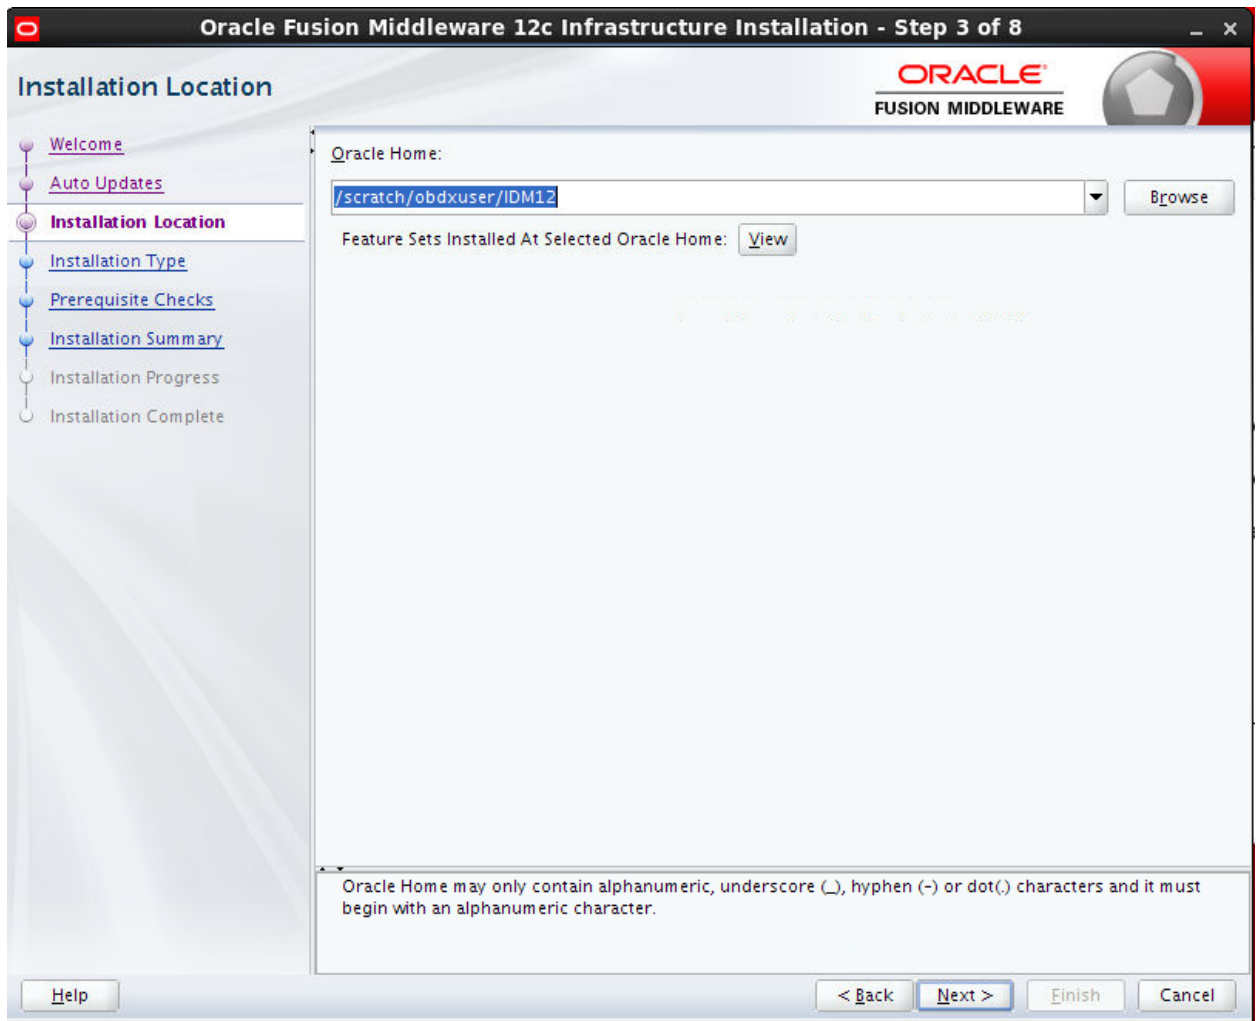 Oracle Fusion Middleware 12c Infrastructure Installation - Step 3 of 8
Installation Location
ORACLE
FUSION MIDDLEWARE
Welcome
Auto Updates
Installation Location
Installation Type
Prerequisite Checks
Installation Summary
Installation Progress
Installation Complete
Oracle Home:
/scratch/obdxuser/IDM12
Browse
Feature Sets Installed At Selected Oracle Home: View
Oracle Home may only contain alphanumeric, underscore (_), hyphen (-) or dot(.) characters and it must
begin with an alphanumeric character.
Help
< Back
Next >
Finish
Cancel